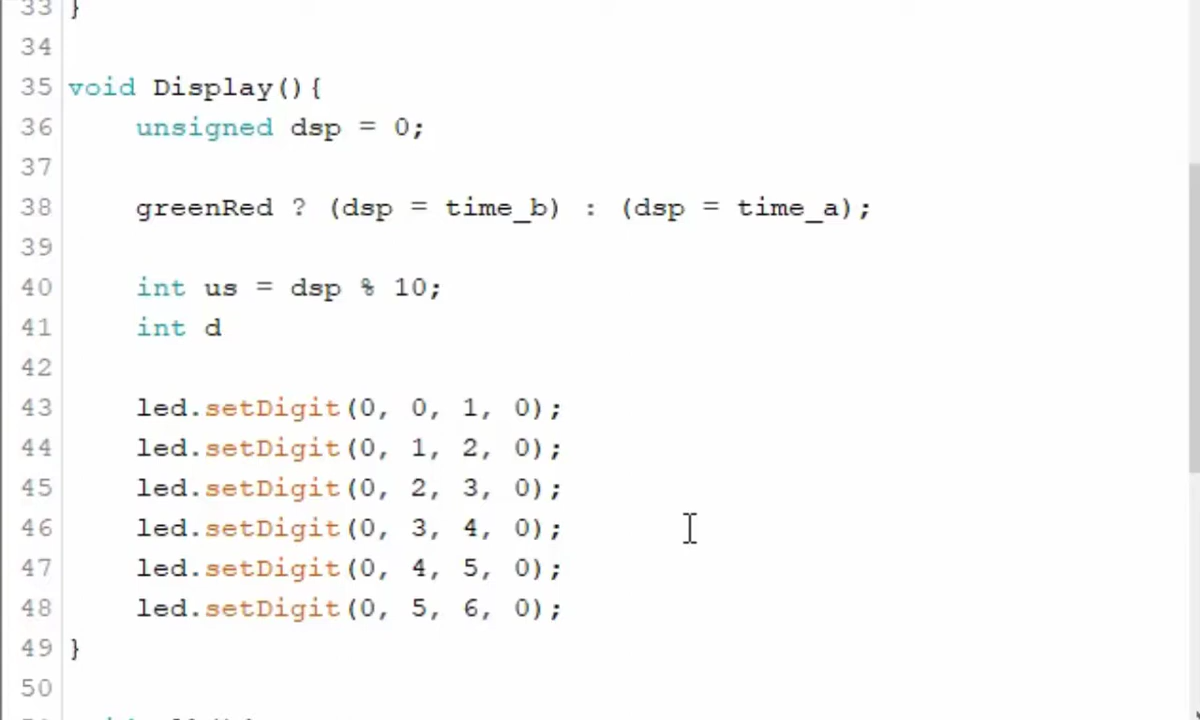 33 }
34
35 void Display(){
36 unsigned dsp = 0;
37
38 greenRed ? (dsp = time_b) : (dsp = time_a);
39
40 int us = dsp % 10;
41 int d
42
43 led.setDigit(0, 0, 1, 0);
44 led.setDigit(0, 1, 2, 0);
45 led.setDigit(0, 2, 3, 0);
46 led.setDigit(0, 3, 4, 0);
47 led.setDigit(0, 4, 5, 0);
48 led.setDigit(0, 5, 6, 0);
49 }
50